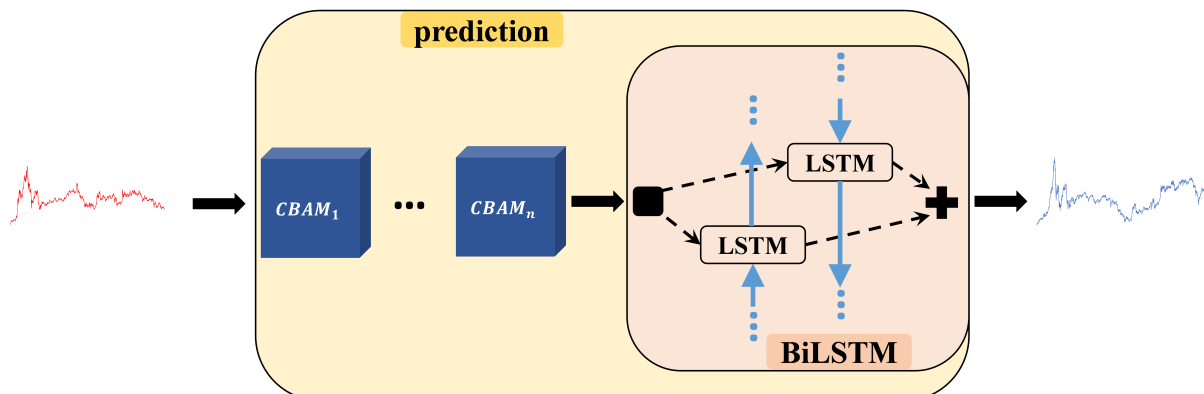 prediction
CBAM₁
...
CBAMₙ
LSTM
LSTM
BiLSTM